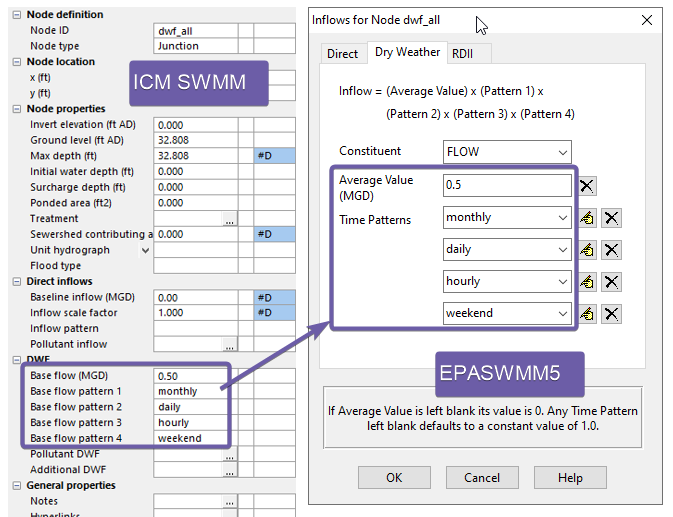 Node definition
Node ID dwf_all
Node type Junction
Node location
x (ft)
y (ft)
ICM SWMM
Node properties
Invert elevation (ft AD) 0.000
Ground level (ft AD) 32.808
Max depth (ft) 32.808 #D
Initial water depth (ft) 0.000
Surcharge depth (ft) 0.000
Ponded area (ft2) 0.000
Treatment ...
Sewershed contributing a 0.000 #D
Unit hydrograph
Flood type
Direct inflows
Baseline inflow (MGD) 0.00 #D
Inflow scale factor 1.000 #D
Inflow pattern
Pollutant inflow ...
DWF
Base flow (MGD) 0.50
Base flow pattern 1 monthly
Base flow pattern 2 daily
Base flow pattern 3 hourly
Base flow pattern 4 weekend
Pollutant DWF ...
Additional DWF ...
General properties
Notes ...
Hyperlinks ...
Inflows for Node dwf_all
Direct Dry Weather RDII
Inflow = (Average Value) x (Pattern 1) x
(Pattern 2) x (Pattern 3) x (Pattern 4)
Constituent FLOW
Average Value 0.5
(MGD)
Time Patterns monthly
daily
hourly
weekend
EPASWMM5
If Average Value is left blank its value is 0. Any Time Pattern
left blank defaults to a constant value of 1.0.
OK Cancel Help